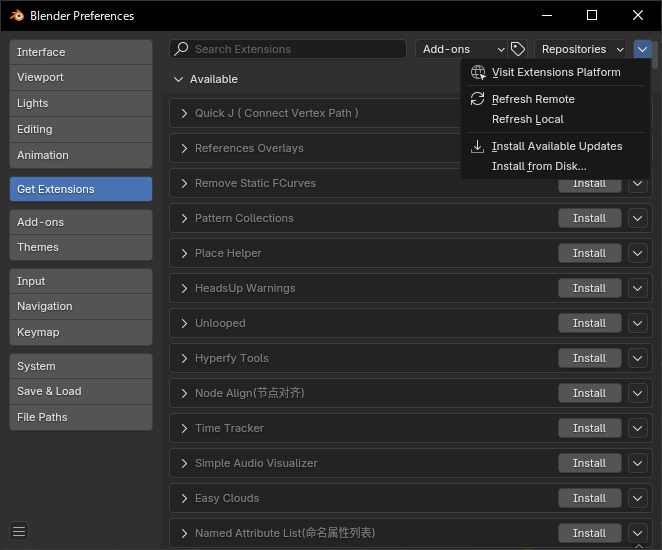 Blender Preferences
Interface
Viewport
Lights
Editing
Animation
Get Extensions
Add-ons
Themes
Input
Navigation
Keymap
System
Save & Load
File Paths
Search Extensions
Add-ons
Repositories
Visit Extensions Platform
Refresh Remote
Refresh Local
Install Available Updates
Install from Disk...
Available
Quick J ( Connect Vertex Path )
References Overlays
Remove Static FCurves Install
Pattern Collections Install
Place Helper Install
HeadsUp Warnings Install
Unlooped Install
Hyperfy Tools Install
Node Align(节点对齐) Install
Time Tracker Install
Simple Audio Visualizer Install
Easy Clouds Install
Named Attribute List(命名属性列表) Install